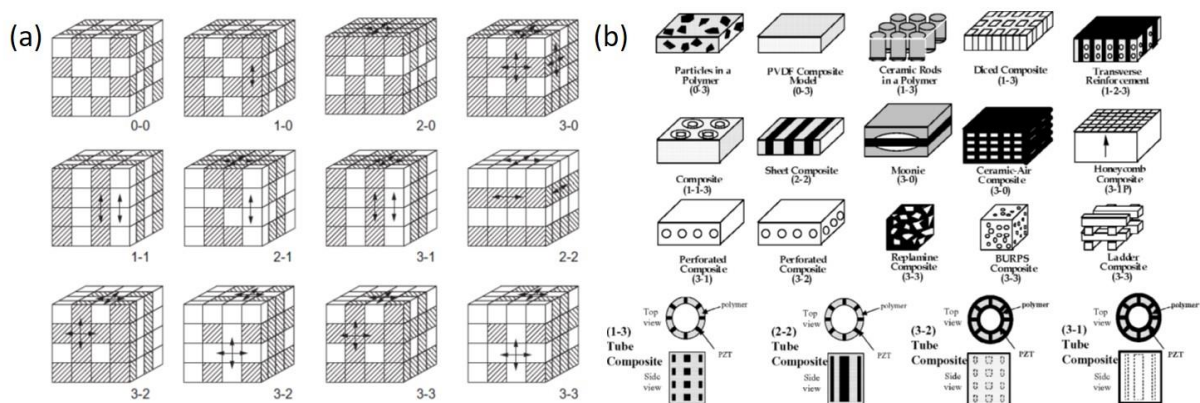 (a)
0-0
1-0
2-0
3-0
1-1
2-1
3-1
2-2
3-2
3-2
3-3
3-3
(b)
Particles in a
Polymer
(0-3)
PVDF Composite
Model
(0-3)
Ceramic Rods
in a Polymer
(1-3)
Diced Composite
(1-3)
Transverse
Reinforcement
(1-2-3)
Composite
(1-1-3)
Sheet Composite
(2-2)
Moonie
(3-0)
Ceramic-Air
Composite
(3-0)
Honeycomb
Composite
(3-1P)
Perforated
Composite
(3-1)
Perforated
Composite
(3-2)
Replamine
Composite
(3-3)
BURPS
Composite
(3-3)
Ladder
Composite
(3-3)
(1-3)
Tube
Composite
Top
view
Side
view
polymer
PZT
(2-2)
Tube
Composite
Top
view
Side
view
polymer
PZT
(3-2)
Tube
Composite
Top
view
Side
view
polymer
PZT
(3-1)
Tube
Composite
Top
view
Side
view
polymer
PZT